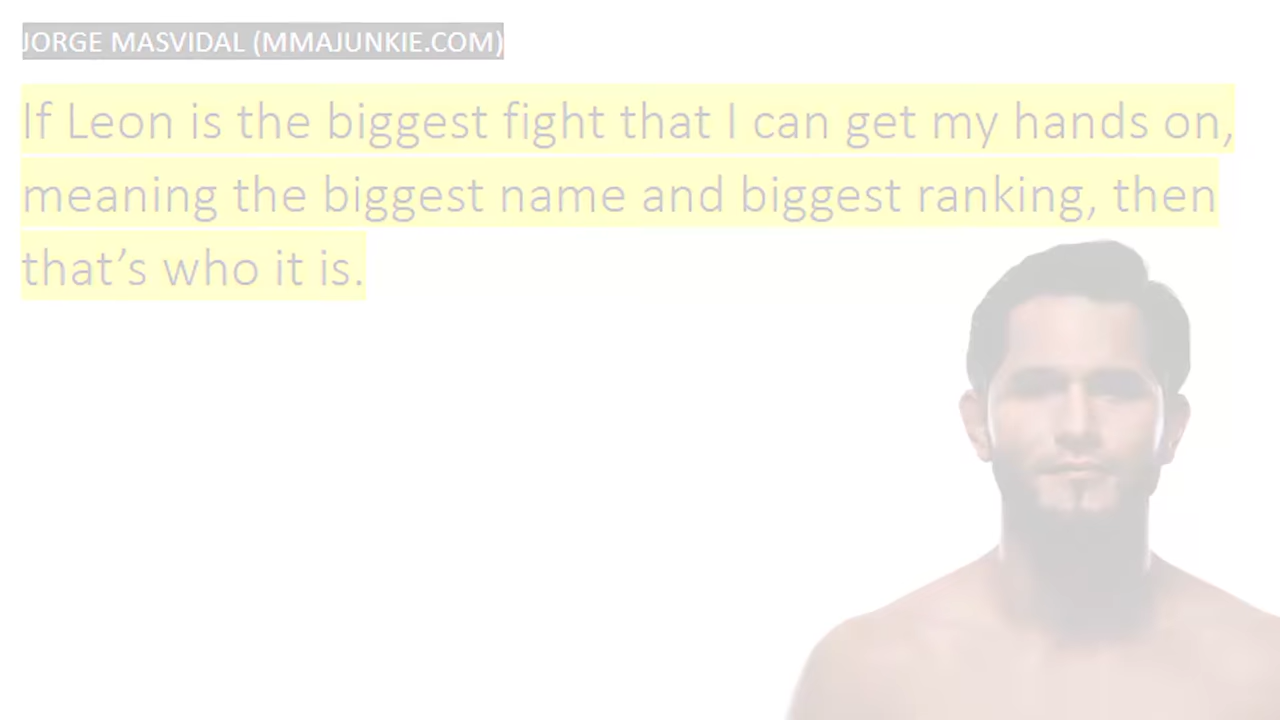 JORGE MASVIDAL (MMAJUNKIE.COM)
If Leon is the biggest fight that I can get my hands on,
meaning the biggest name and biggest ranking, then
that’s who it is.